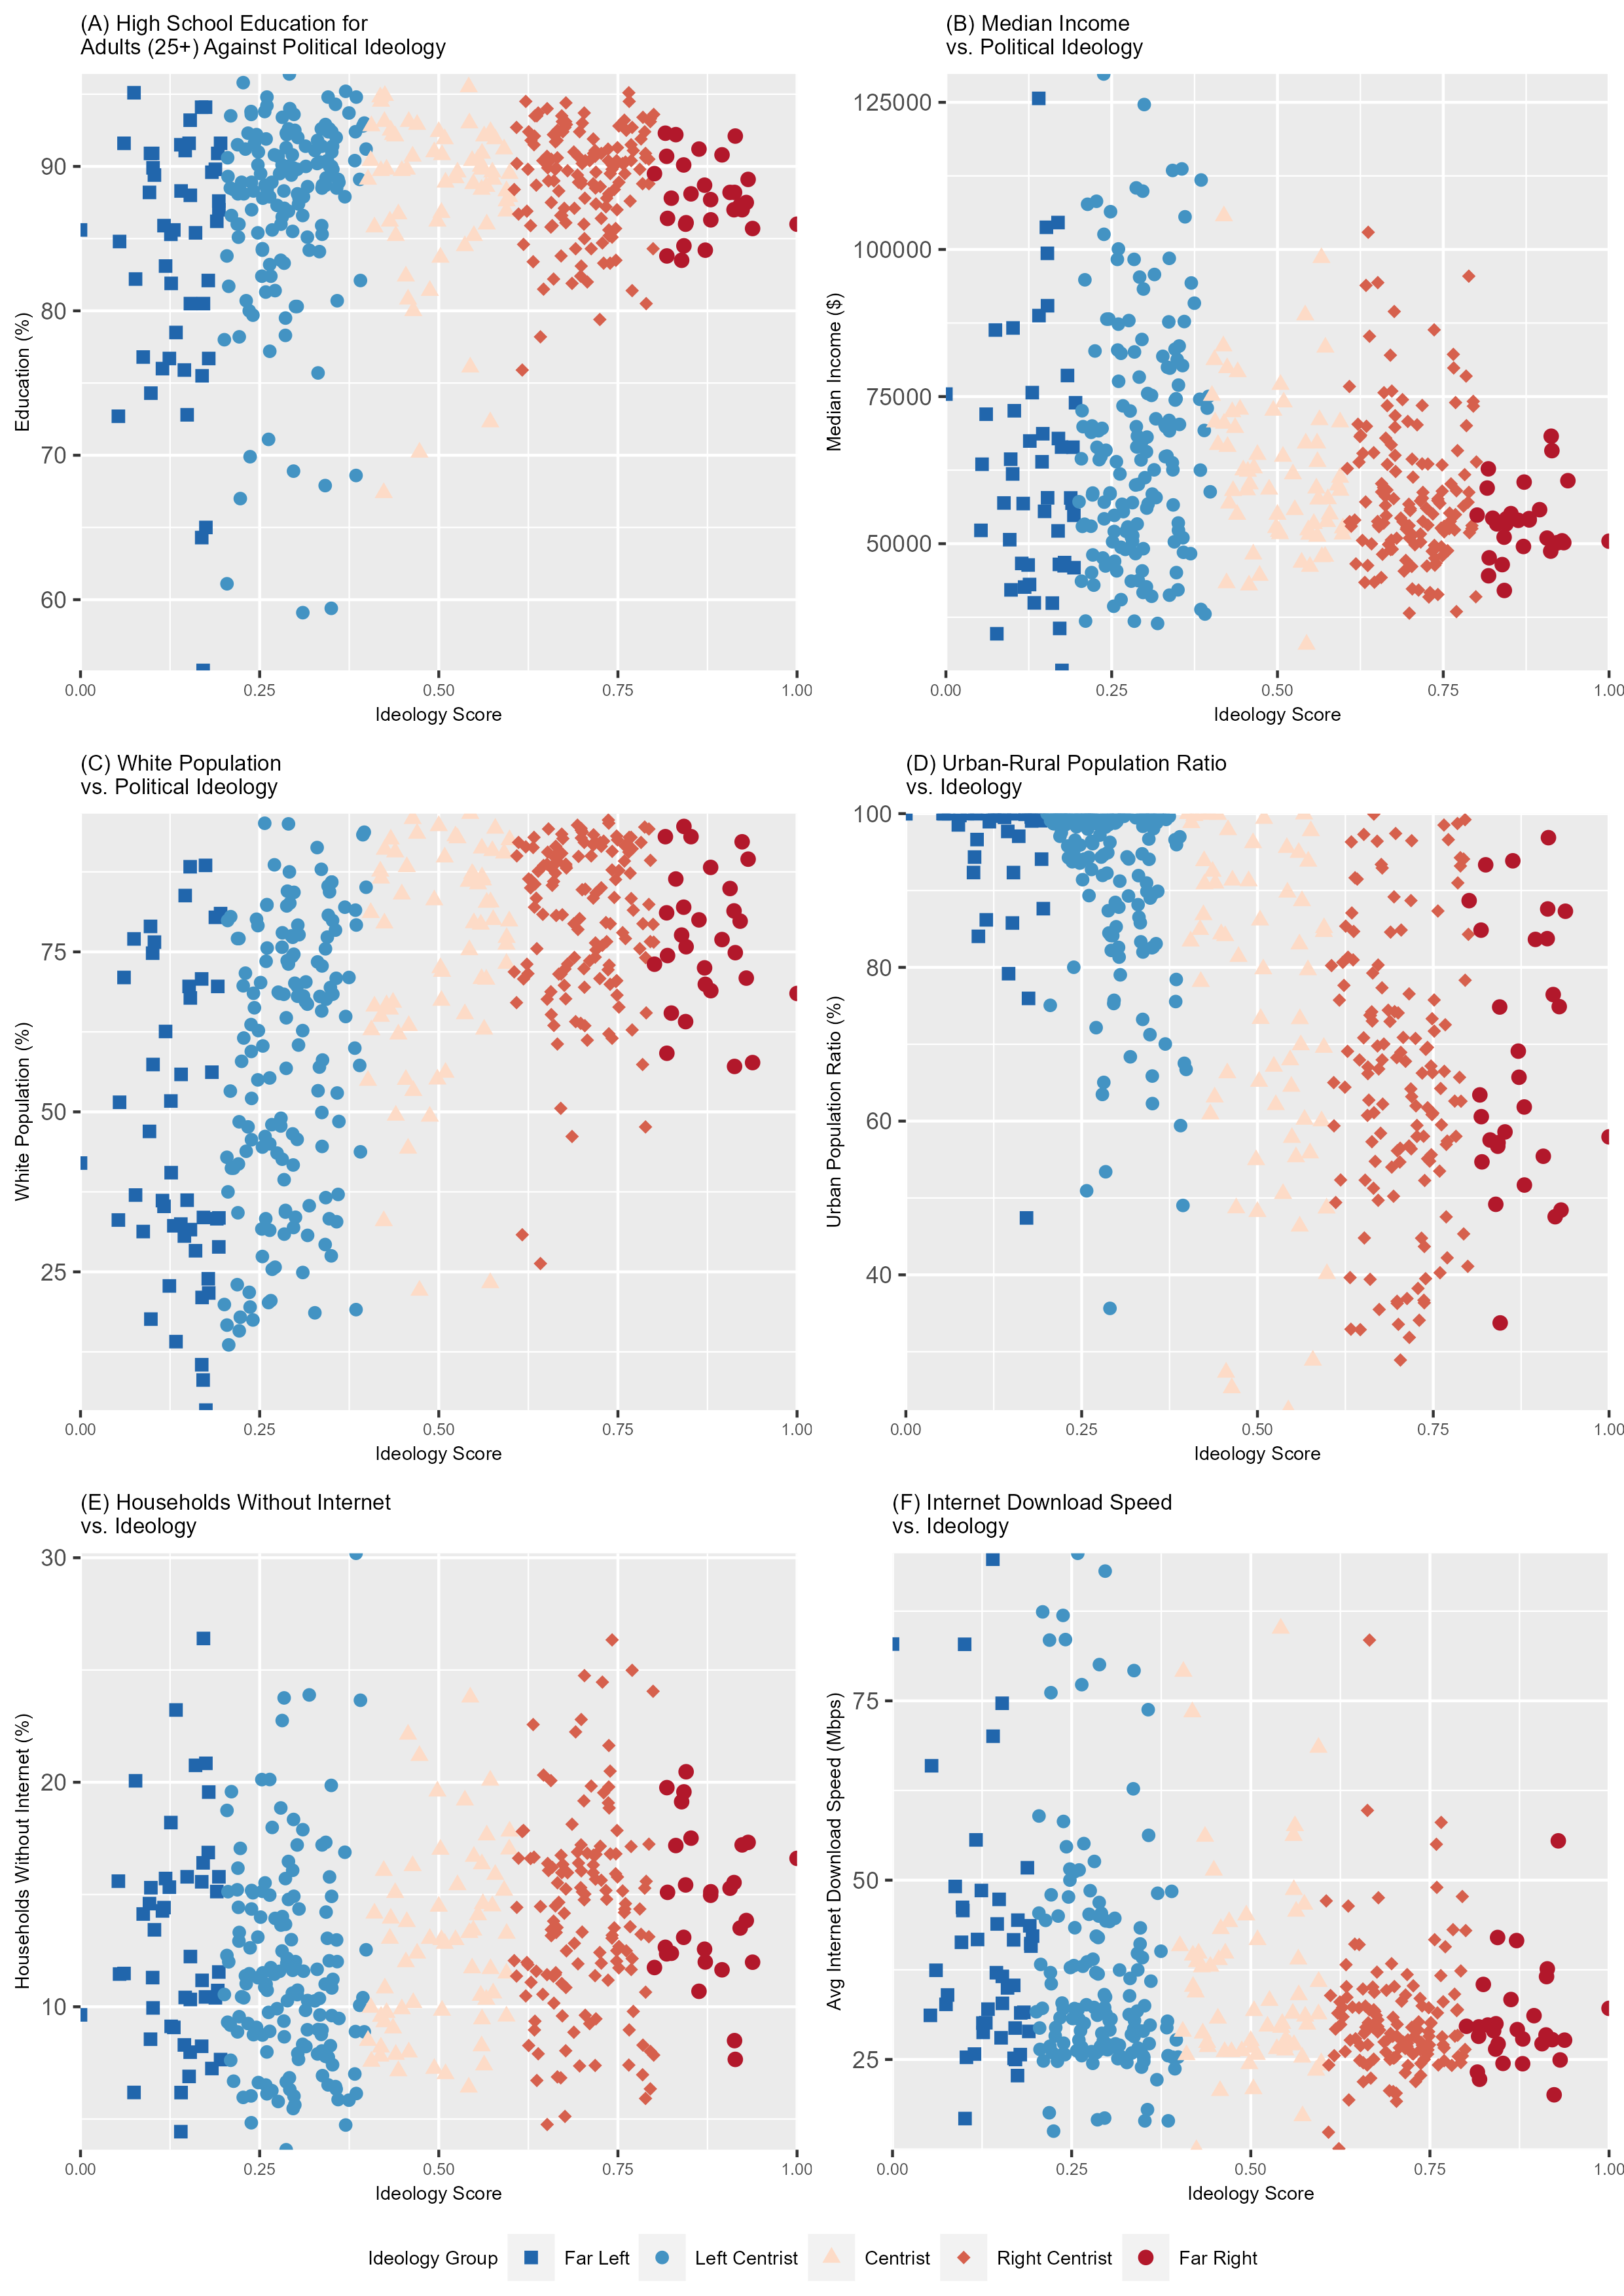 (A) High School Education for
Adults (25+) Against Political Ideology
Education (%)
90
80
70
60
0.00 0.25 0.50 0.75 1.00
Ideology Score
(B) Median Income
vs. Political Ideology
Median Income ($)
125000
100000
75000
50000
0.00 0.25 0.50 0.75 1.00
Ideology Score
(C) White Population
vs. Political Ideology
White Population (%)
75
50
25
0.00 0.25 0.50 0.75 1.00
Ideology Score
(D) Urban-Rural Population Ratio
vs. Ideology
Urban Population Ratio (%)
100
80
60
40
0.00 0.25 0.50 0.75 1.00
Ideology Score
(E) Households Without Internet
vs. Ideology
Households Without Internet (%)
30
20
10
0.00 0.25 0.50 0.75 1.00
Ideology Score
(F) Internet Download Speed
vs. Ideology
Avg Internet Download Speed (Mbps)
75
50
25
0.00 0.25 0.50 0.75 1.00
Ideology Score
Ideology Group Far Left Left Centrist Centrist Right Centrist Far Right